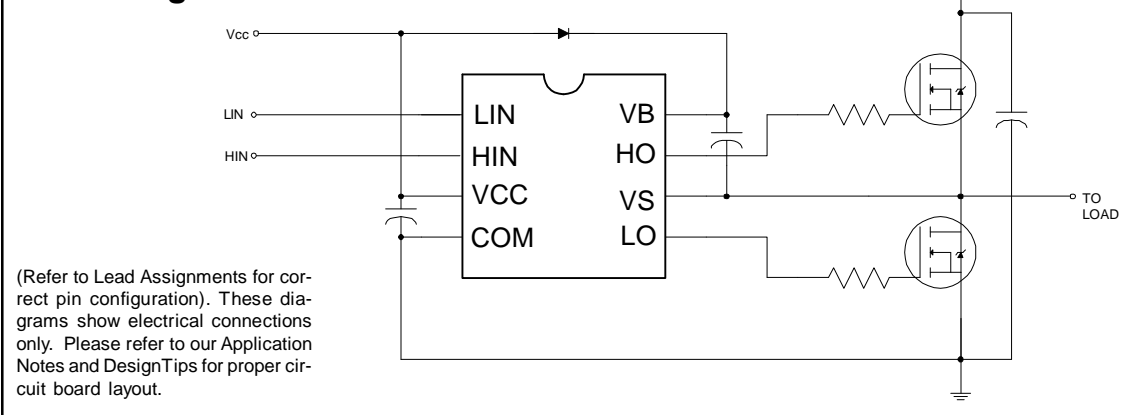 Vcc
LIN
HIN
LIN
HIN
VCC
COM
VB
HO
VS
LO
TO
LOAD
(Refer to Lead Assignments for cor-
rect pin configuration). These dia-
grams show electrical connections
only. Please refer to our Application
Notes and DesignTips for proper cir-
cuit board layout.